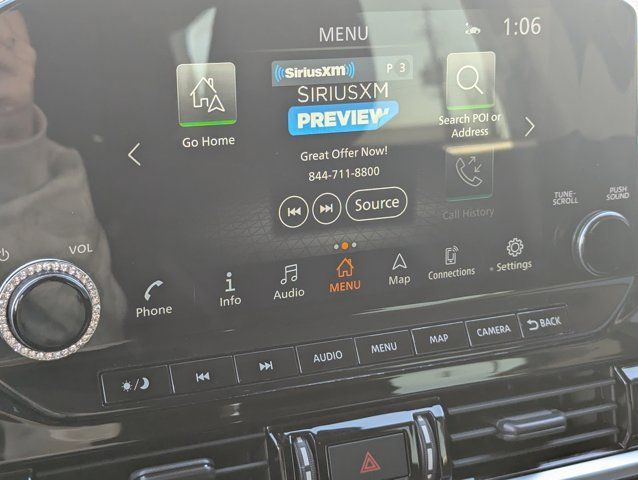 MENU
1:06
((SiriusXM)) P 3
SIRIUSXM
PREVIEW
Great Offer Now!
844-711-8800
Source
Go Home
Search POI or
Address
Call History
TUNE-
SCROLL
PUSH
SOUND
VOL
Phone
Info
Audio
MENU
Map
Connections
Settings
AUDIO
MENU
MAP
CAMERA
BACK